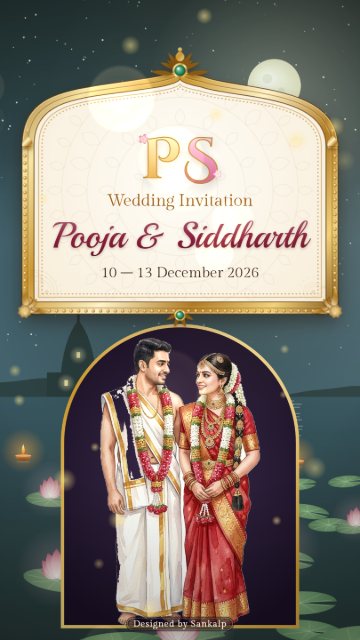 PS
Wedding Invitation
Pooja & Siddharth
10 — 13 December 2026
Designed by Sankalp